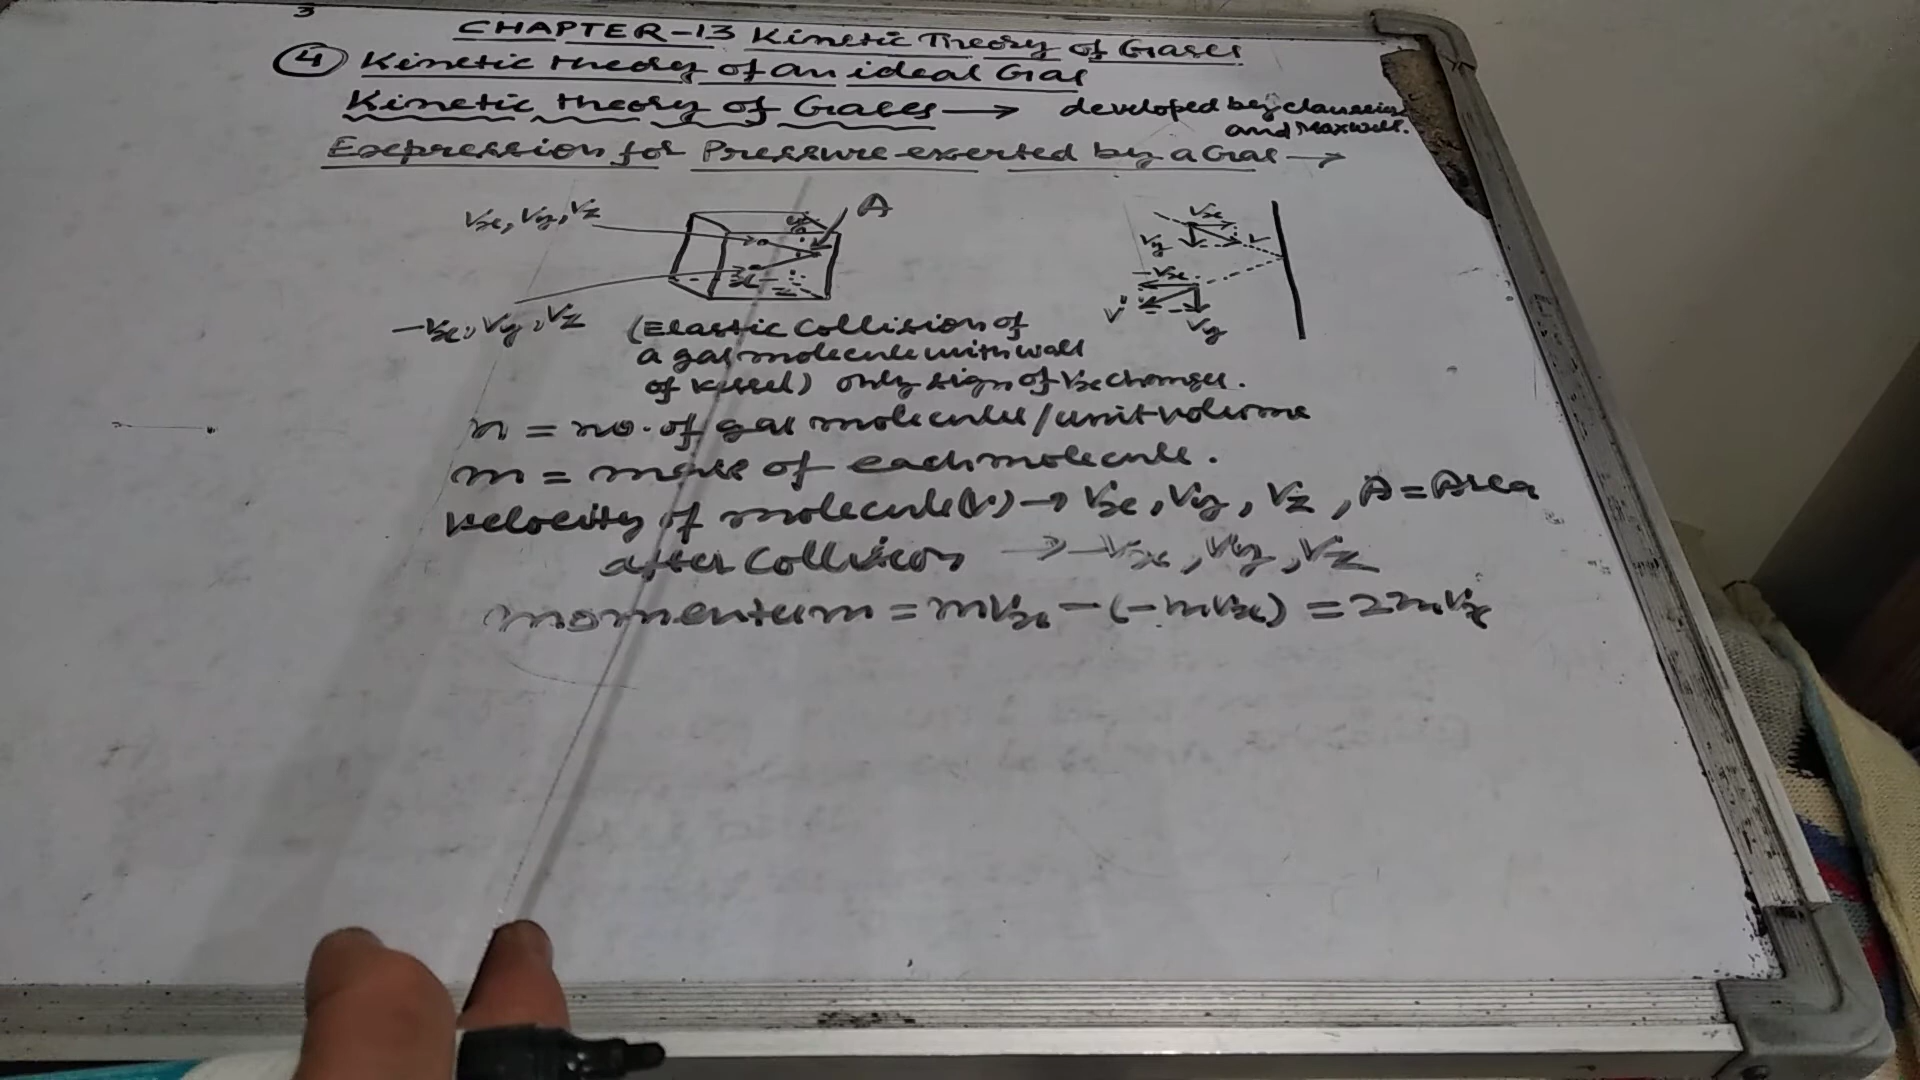 3
CHAPTER-13 Kinetic Theory of Gases
④ Kinetic theory of an ideal Gas
Kinetic theory of Gases → developed by Claussius
and Maxwell.
Expression for Pressure exerted by a Gas →
Vx, Vy, Vz
A
y
x
z
-Vx, Vy, Vz
Vx
Vy
V
-Vx
V'
Vy
(Elastic Collision of
a gas molecule with wall
of vessel) only sign of Vx changes.
n = no. of gas molecules/unit volume
m = mass of each molecule.
velocity of molecule(v) → Vx, Vy, Vz, A = Area
after Collision → -Vx, Vy, Vz
momentum = mVx - (-mVx) = 2mVx